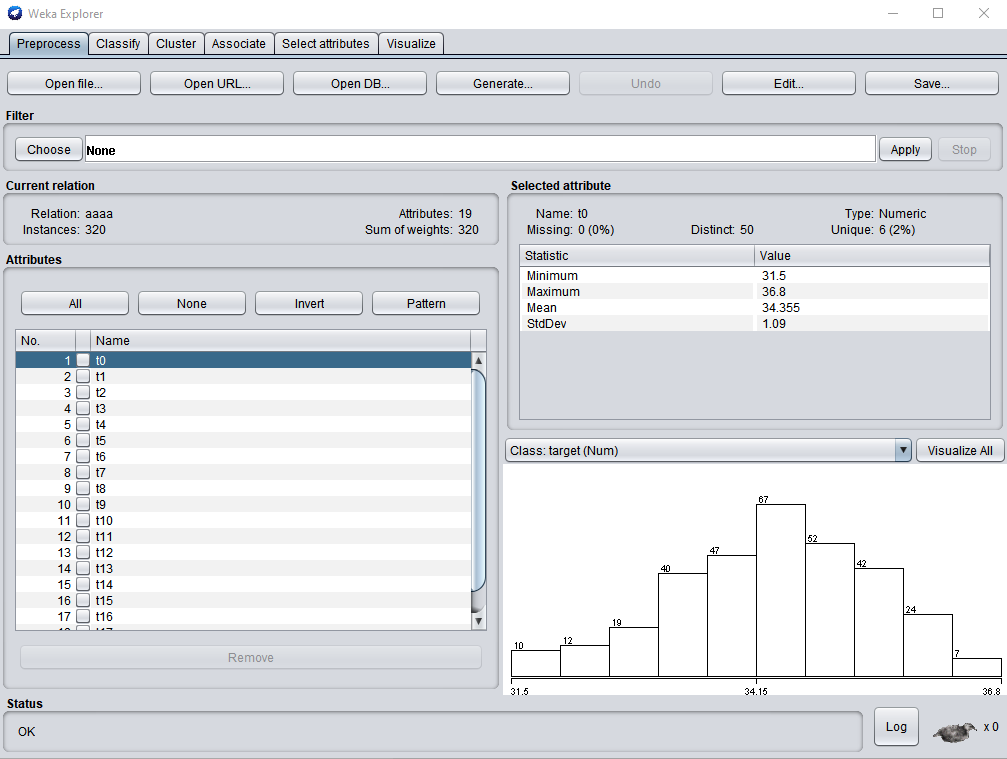 Weka Explorer
Preprocess Classify Cluster Associate Select attributes Visualize
Open file... Open URL... Open DB... Generate... Undo Edit... Save...
Filter
Choose None Apply Stop
Current relation
Relation: aaaa Attributes: 19
Instances: 320 Sum of weights: 320
Attributes
All None Invert Pattern
No. Name
1 t0
2 t1
3 t2
4 t3
5 t4
6 t5
7 t6
8 t7
9 t8
10 t9
11 t10
12 t11
13 t12
14 t13
15 t14
16 t15
17 t16
Remove
Selected attribute
Name: t0 Type: Numeric
Missing: 0 (0%) Distinct: 50 Unique: 6 (2%)
Statistic Value
Minimum 31.5
Maximum 36.8
Mean 34.355
StdDev 1.09
Class: target (Num) Visualize All
10 12 19 40 47 67 52 42 24 7
31.5 34.15 36.8
Status
OK Log x 0